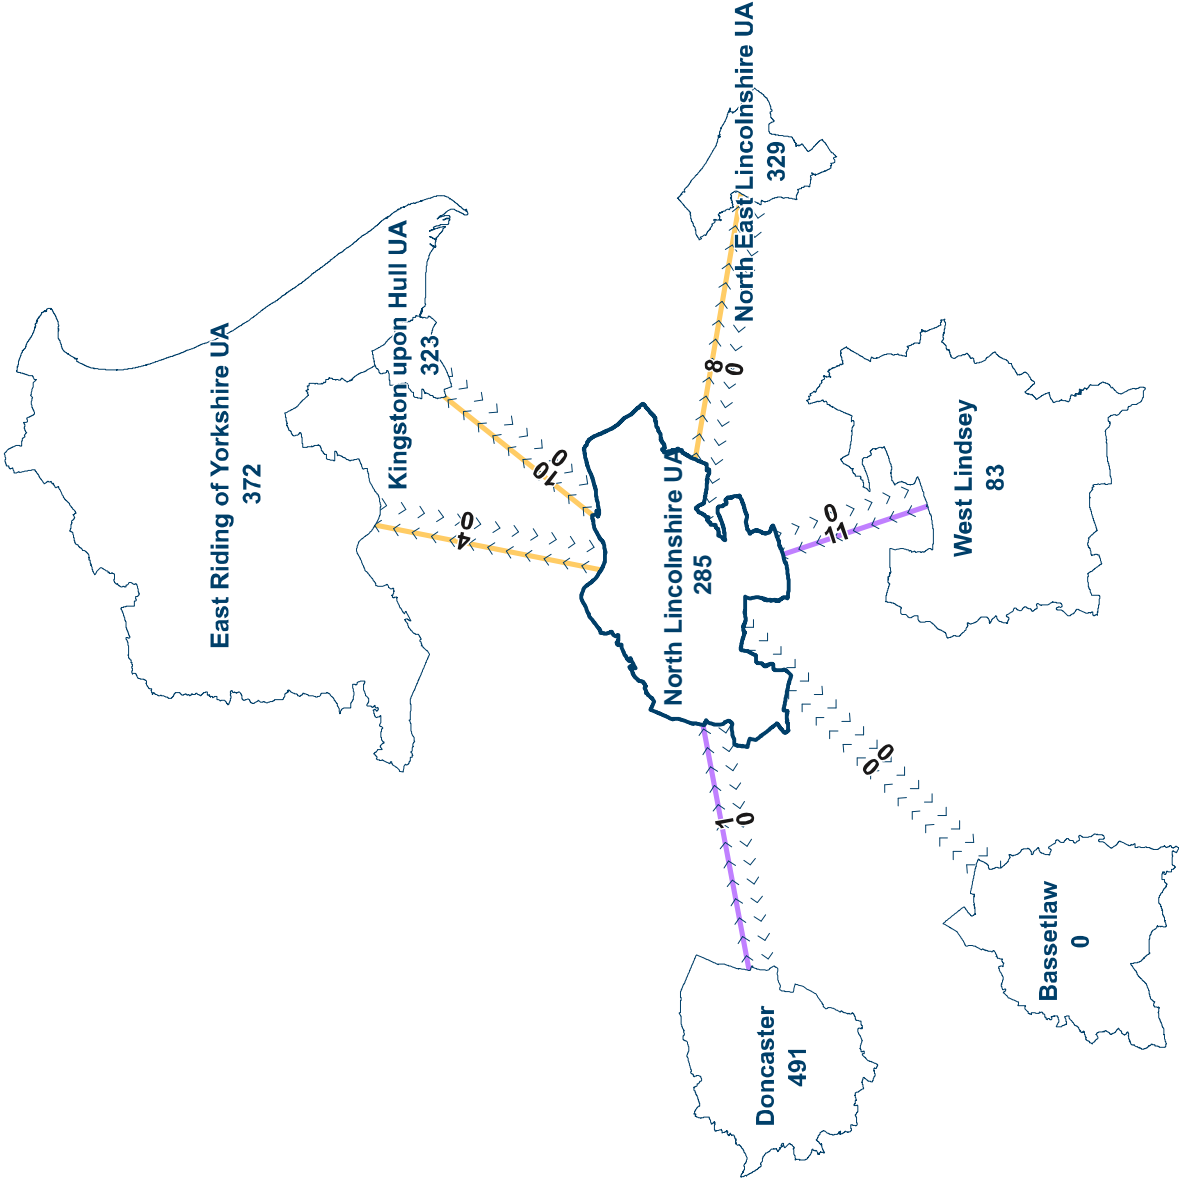 East Riding of Yorkshire UA
372
Kingston upon Hull UA
323
North East Lincolnshire UA
329
North Lincolnshire UA
285
West Lindsey
83
Doncaster
491
Bassetlaw
0
4
0
10
0
8
0
11
0
1
0
0
0